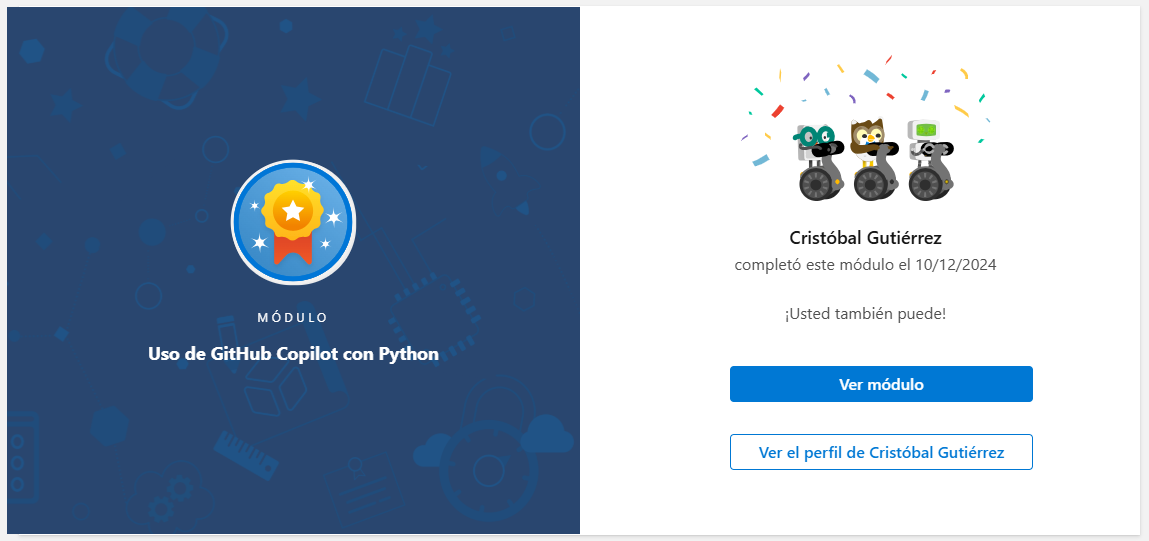 MÓDULO
Uso de GitHub Copilot con Python
Cristóbal Gutiérrez
completó este módulo el 10/12/2024
¡Usted también puede!
Ver módulo
Ver el perfil de Cristóbal Gutiérrez